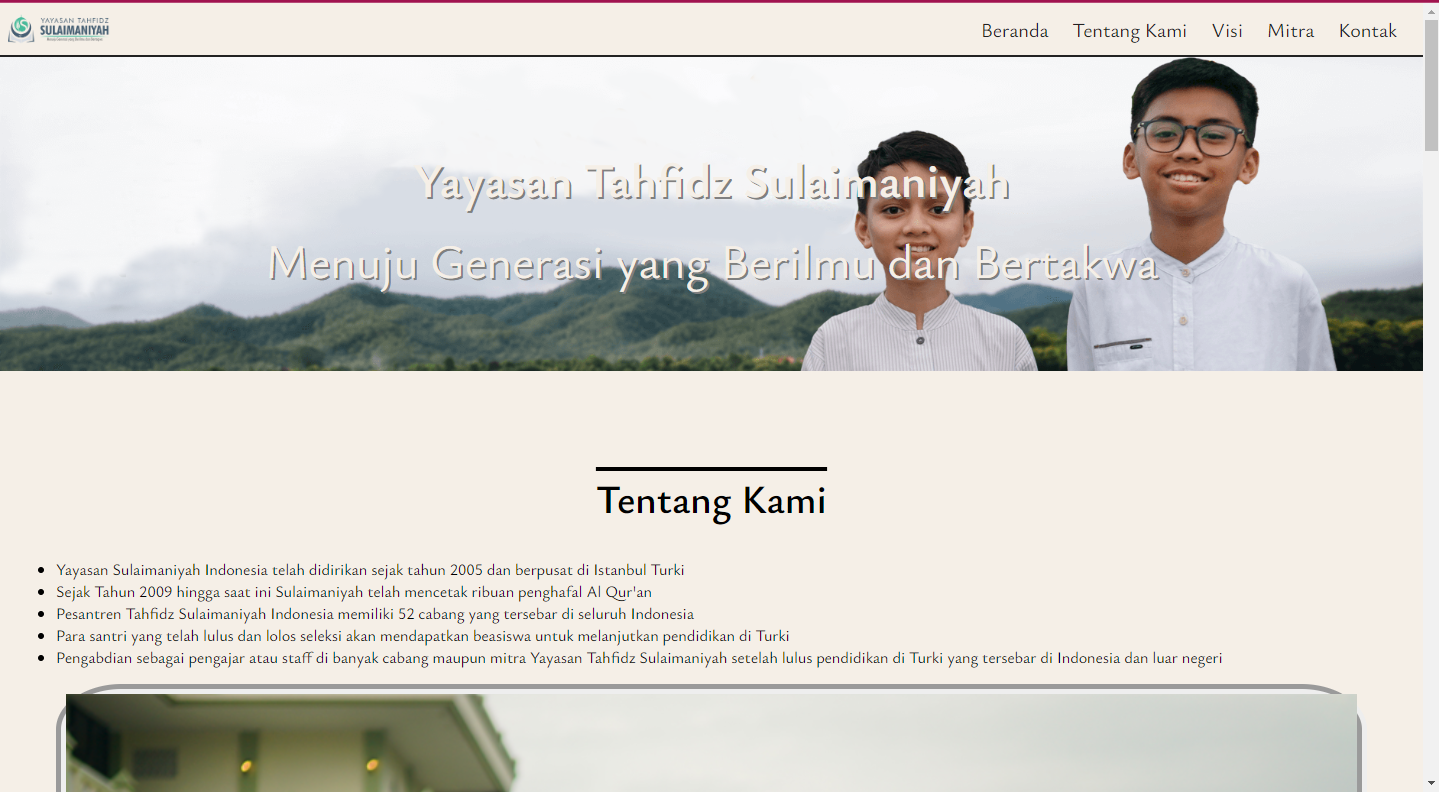 YAYASAN TAHFIDZ
SULAIMANIYAH
Beranda Tentang Kami Visi Mitra Kontak
Yayasan Tahfidz Sulaimaniyah
Menuju Generasi yang Berilmu dan Bertakwa
Tentang Kami
Yayasan Sulaimaniyah Indonesia telah didirikan sejak tahun 2005 dan berpusat di Istanbul Turki
Sejak Tahun 2009 hingga saat ini Sulaimaniyah telah mencetak ribuan penghafal Al Qur'an
Pesantren Tahfidz Sulaimaniyah Indonesia memiliki 52 cabang yang tersebar di seluruh Indonesia
Para santri yang telah lulus dan lolos seleksi akan mendapatkan beasiswa untuk melanjutkan pendidikan di Turki
Pengabdian sebagai pengajar atau staff di banyak cabang maupun mitra Yayasan Tahfidz Sulaimaniyah setelah lulus pendidikan di Turki yang tersebar di Indonesia dan luar negeri